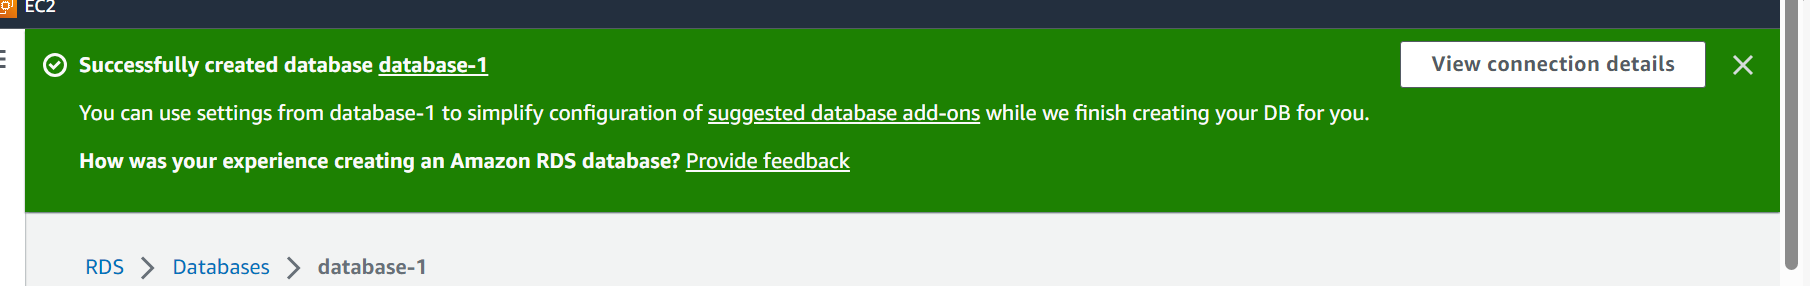 EC2
Successfully created database database-1
View connection details
You can use settings from database-1 to simplify configuration of suggested database add-ons while we finish creating your DB for you.
How was your experience creating an Amazon RDS database? Provide feedback
RDS > Databases > database-1